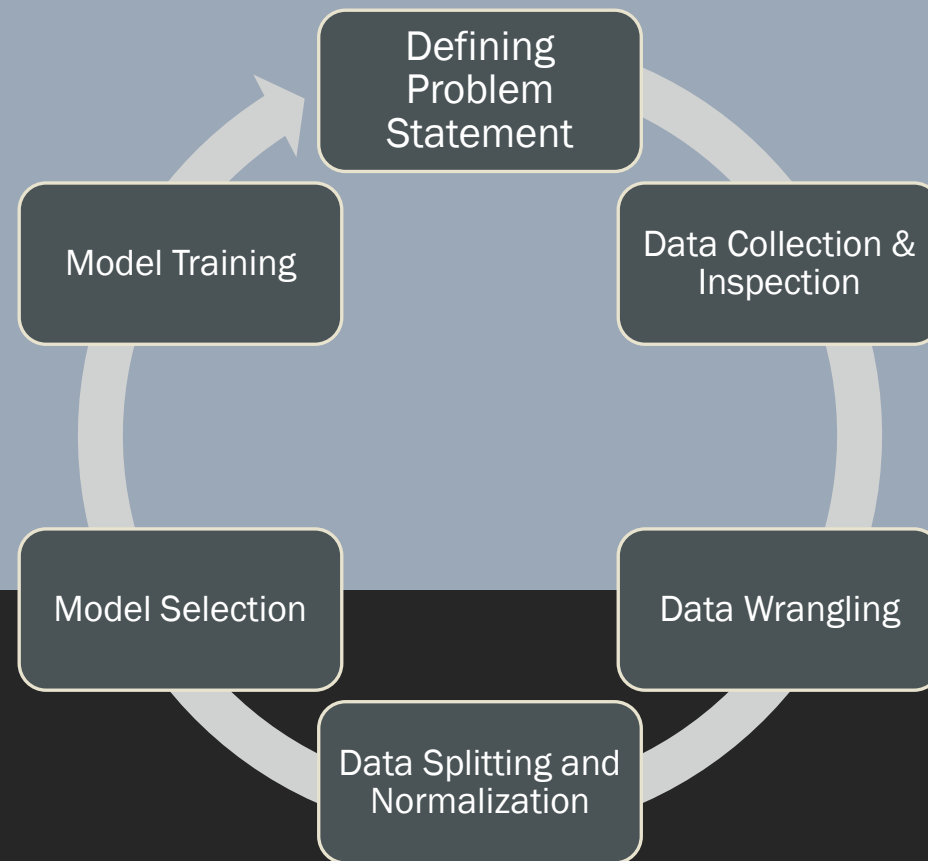 Defining
Problem
Statement
Data Collection &
Inspection
Data Wrangling
Data Splitting and
Normalization
Model Selection
Model Training